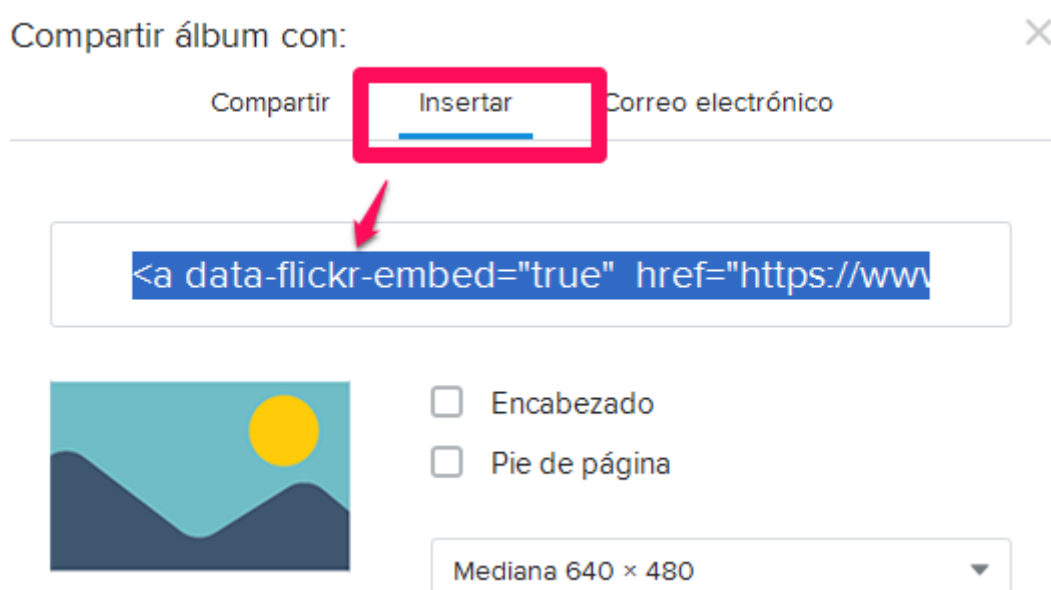 Compartir álbum con:
Compartir Insertar Correo electrónico
<a data-flickr-embed="true" href="https://www
Encabezado
Pie de página
Mediana 640 × 480